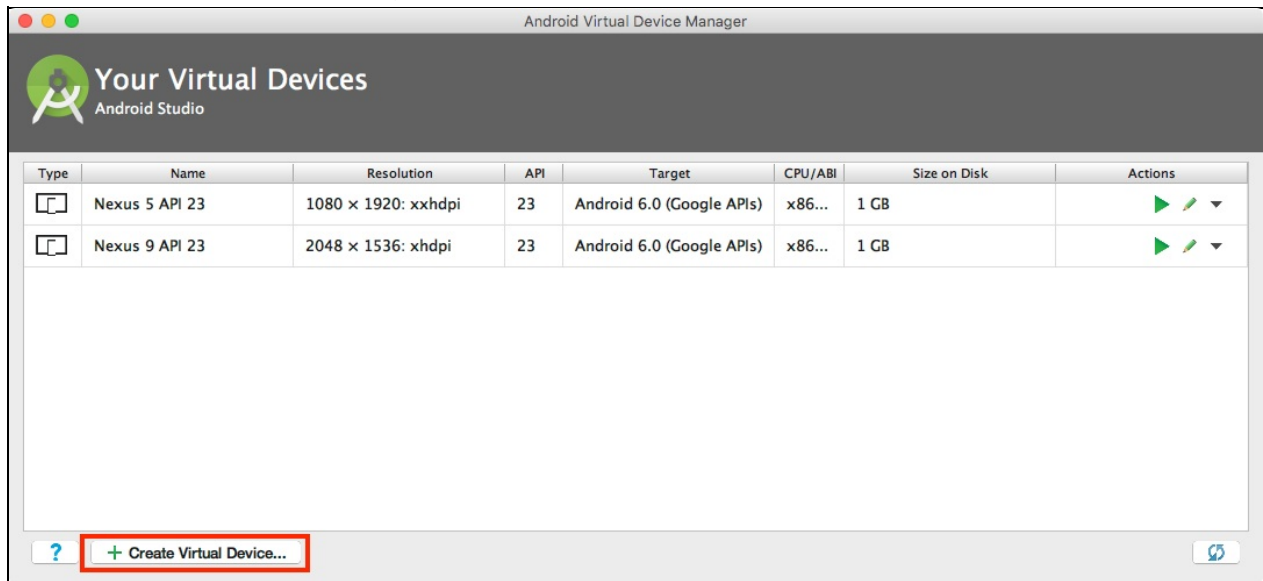 Android Virtual Device Manager
Your Virtual Devices
Android Studio
Type Name Resolution API Target CPU/ABI Size on Disk Actions
Nexus 5 API 23 1080 × 1920: xxhdpi 23 Android 6.0 (Google APIs) x86... 1 GB
Nexus 9 API 23 2048 × 1536: xhdpi 23 Android 6.0 (Google APIs) x86... 1 GB
? + Create Virtual Device...